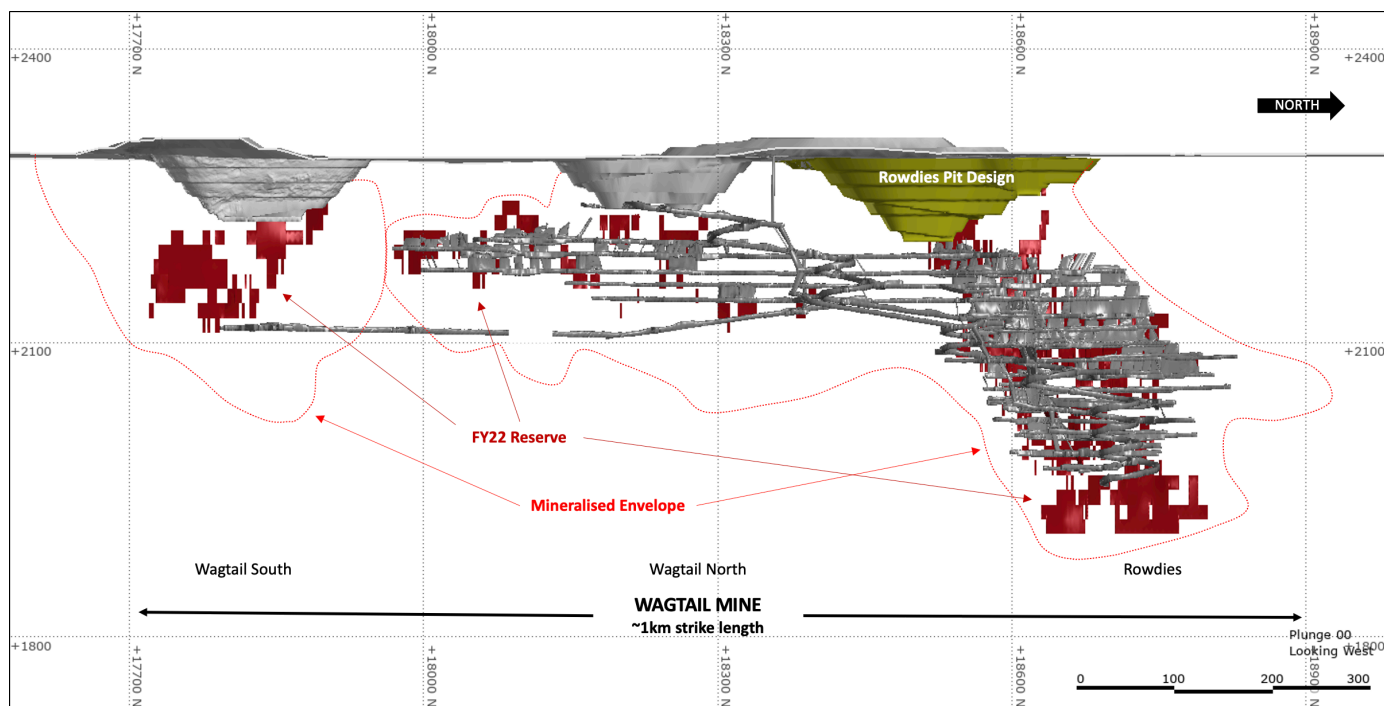 +17700 N
+18000 N
+18300 N
+18600 N
+18900 N
+2400
+2400
NORTH
Rowdies Pit Design
+2100
+2100
FY22 Reserve
Mineralised Envelope
Wagtail South
Wagtail North
Rowdies
WAGTAIL MINE
~1km strike length
+1800
+1800
Plunge 00
Looking West
0 100 200 300
+17700 N
+18000 N
+18300 N
+18600 N
+18900 N